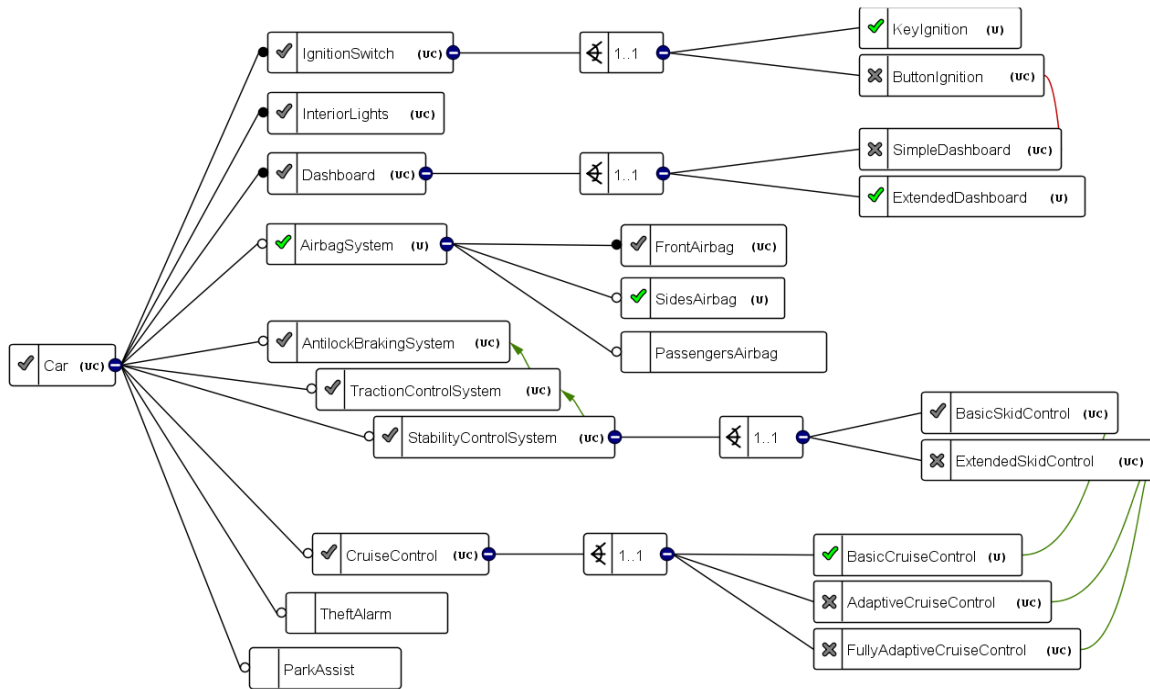 KeyIgnition (U)
IgnitionSwitch (UC)
1..1
ButtonIgnition (UC)
InteriorLights (UC)
SimpleDashboard (UC)
Dashboard (UC)
1..1
ExtendedDashboard (U)
AirbagSystem (U)
FrontAirbag (UC)
SidesAirbag (U)
PassengersAirbag
AntilockBrakingSystem (UC)
Car (UC)
TractionControlSystem (UC)
StabilityControlSystem (UC)
1..1
BasicSkidControl (UC)
ExtendedSkidControl (UC)
CruiseControl (UC)
1..1
BasicCruiseControl (U)
AdaptiveCruiseControl (UC)
FullyAdaptiveCruiseControl (UC)
TheftAlarm
ParkAssist